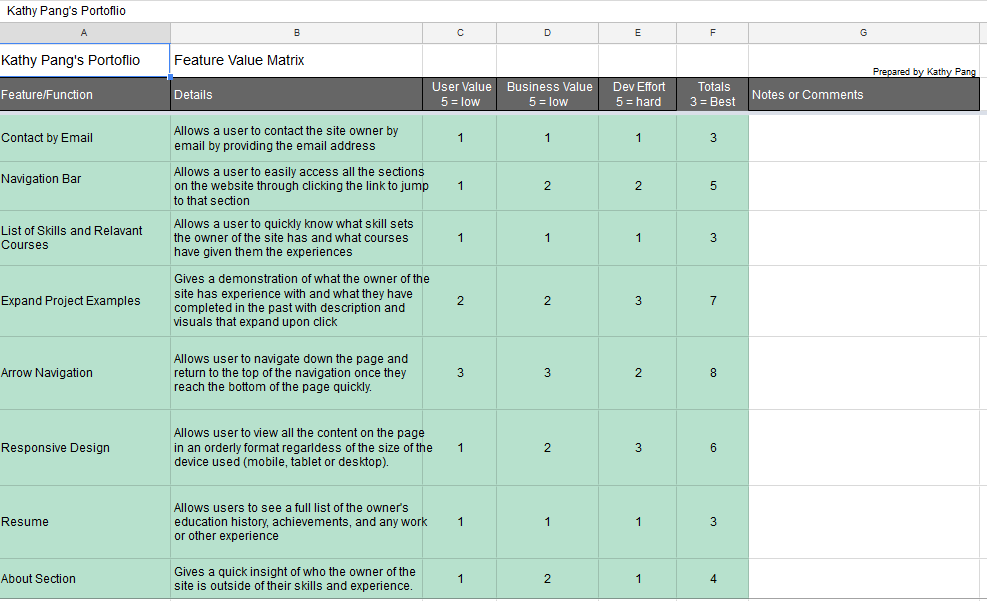 Kathy Pang's Portoflio
A B C D E F G
Kathy Pang's Portoflio Feature Value Matrix
Prepared by Kathy Pang
Feature/Function Details User Value Business Value Dev Effort Totals Notes or Comments
5 = low 5 = low 5 = hard 3 = Best
Contact by Email
Allows a user to contact the site owner by
email by providing the email address
1 1 1 3
Navigation Bar
Allows a user to easily access all the sections
on the website through clicking the link to jump
to that section
1 2 2 5
List of Skills and Relavant
Courses
Allows a user to quickly know what skill sets
the owner of the site has and what courses
have given them the experiences
1 1 1 3
Expand Project Examples
Gives a demonstration of what the owner of the
site has experience with and what they have
completed in the past with description and
visuals that expand upon click
2 2 3 7
Arrow Navigation
Allows user to navigate down the page and
return to the top of the navigation once they
reach the bottom of the page quickly.
3 3 2 8
Responsive Design
Allows user to view all the content on the page
in an orderly format regarldess of the size of the
device used (mobile, tablet or desktop).
1 2 3 6
Resume
Allows users to see a full list of the owner's
education history, achievements, and any work
or other experience
1 1 1 3
About Section
Gives a quick insight of who the owner of the
site is outside of their skills and experience.
1 2 1 4